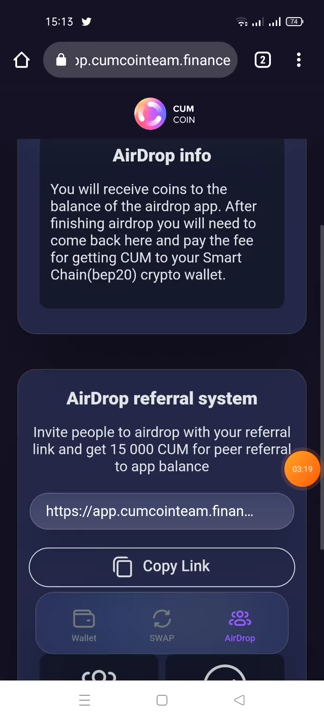 15:13
74
ɔp.cumcointeam.finance
2
CUM
COIN
AirDrop info
You will receive coins to the
balance of the airdrop app. After
finishing airdrop you will need to
come back here and pay the fee
for getting CUM to your Smart
Chain(bep20) crypto wallet.
AirDrop referral system
Invite people to airdrop with your referral
link and get 15 000 CUM for peer referral
to app balance
03:19
https://app.cumcointeam.finan...
Copy Link
Wallet
SWAP
AirDrop